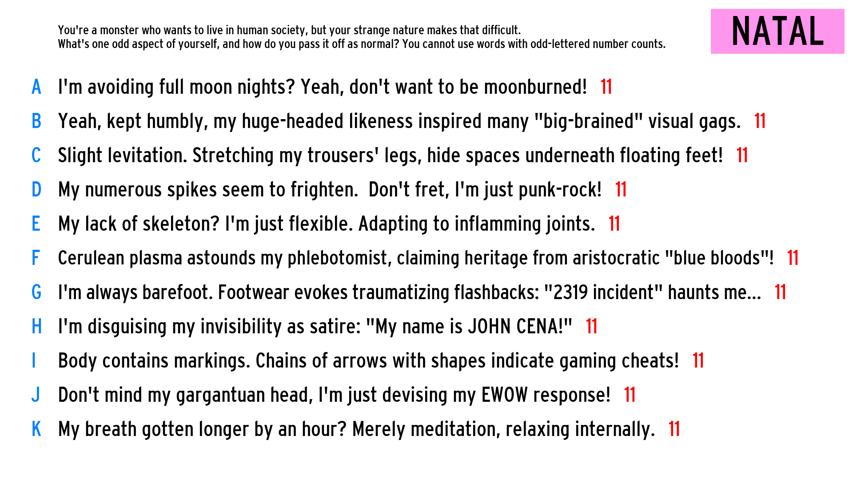 You're a monster who wants to live in human society, but your strange nature makes that difficult.
What's one odd aspect of yourself, and how do you pass it off as normal? You cannot use words with odd-lettered number counts.
NATAL
A I'm avoiding full moon nights? Yeah, don't want to be moonburned! 11
B Yeah, kept humbly, my huge-headed likeness inspired many "big-brained" visual gags. 11
C Slight levitation. Stretching my trousers' legs, hide spaces underneath floating feet! 11
D My numerous spikes seem to frighten.  Don't fret, I'm just punk-rock! 11
E My lack of skeleton? I'm just flexible. Adapting to inflamming joints. 11
F Cerulean plasma astounds my phlebotomist, claiming heritage from aristocratic "blue bloods"! 11
G I'm always barefoot. Footwear evokes traumatizing flashbacks: "2319 incident" haunts me... 11
H I'm disguising my invisibility as satire: "My name is JOHN CENA!" 11
I Body contains markings. Chains of arrows with shapes indicate gaming cheats! 11
J Don't mind my gargantuan head, I'm just devising my EWOW response! 11
K My breath gotten longer by an hour? Merely meditation, relaxing internally. 11